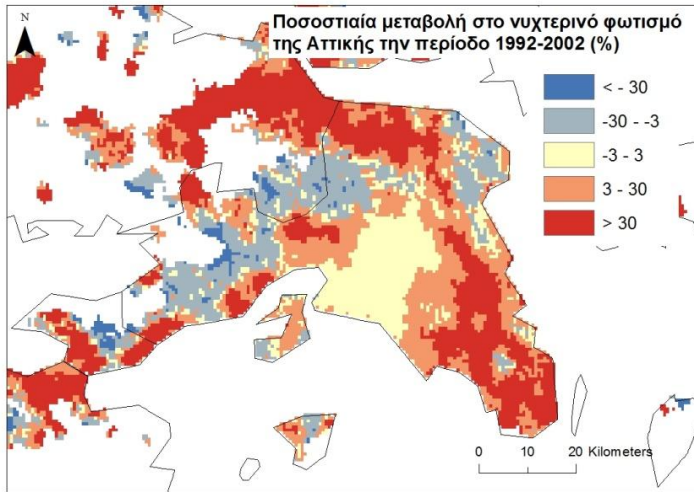 N
Ποσοστιαία μεταβολή στο νυχτερινό φωτισμό
της Αττικής την περίοδο 1992-2002 (%)
< - 30
-30 - -3
-3 - 3
3 - 30
> 30
0 10 20 Kilometers